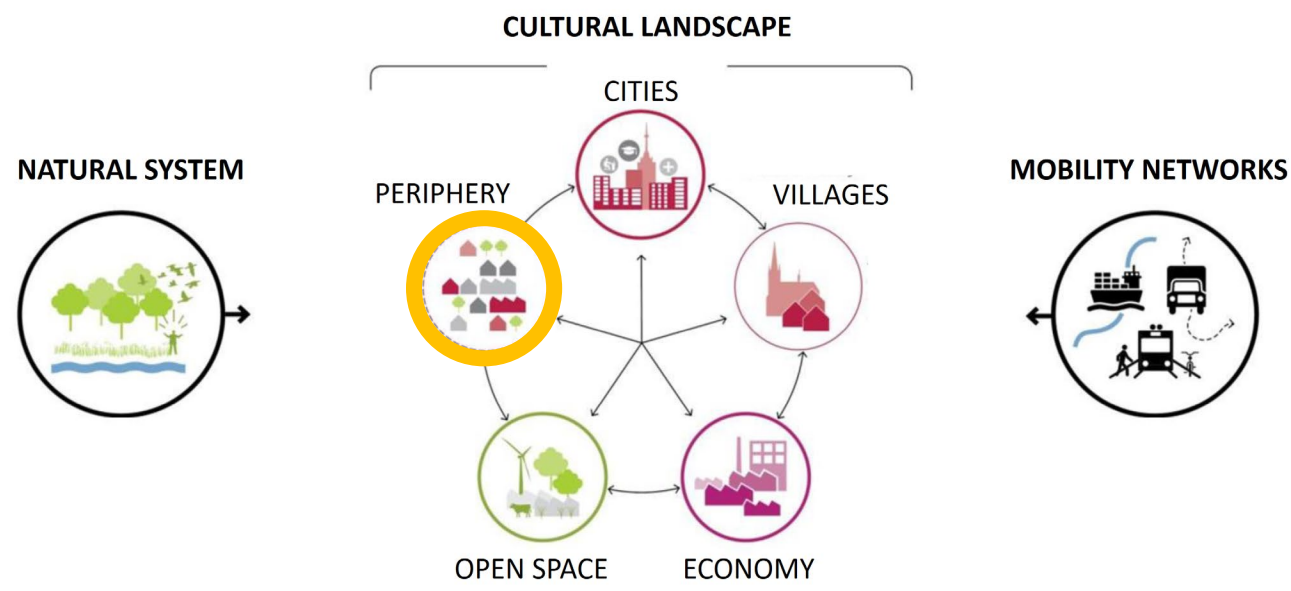 CULTURAL LANDSCAPE
CITIES
NATURAL SYSTEM
MOBILITY NETWORKS
PERIPHERY
VILLAGES
OPEN SPACE
ECONOMY